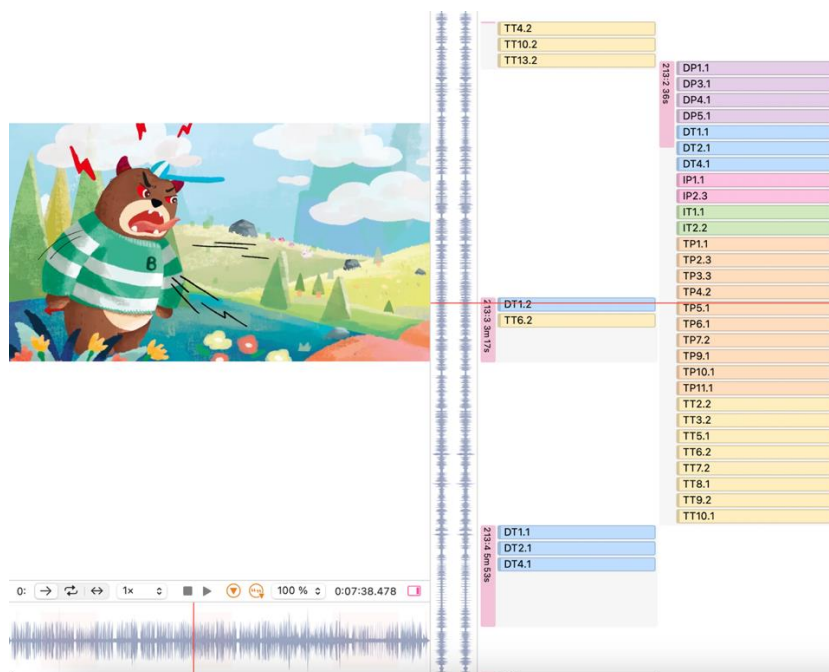 TT4.2
TT10.2
TT13.2
213:2 36s
DP1.1
DP3.1
DP4.1
DP5.1
DT1.1
DT2.1
DT4.1
IP1.1
IP2.3
IT1.1
IT2.2
TP1.1
TP2.3
TP3.3
TP4.2
TP5.1
TP6.1
TP7.2
TP9.1
TP10.1
TP11.1
TT2.2
TT3.2
TT5.1
TT6.2
TT7.2
TT8.1
TT9.2
TT10.1
B
213:3 3m 17s
DT1.2
TT6.2
213:4 5m 53s
DT1.1
DT2.1
DT4.1
0: 1x 100 % 0:07:38.478